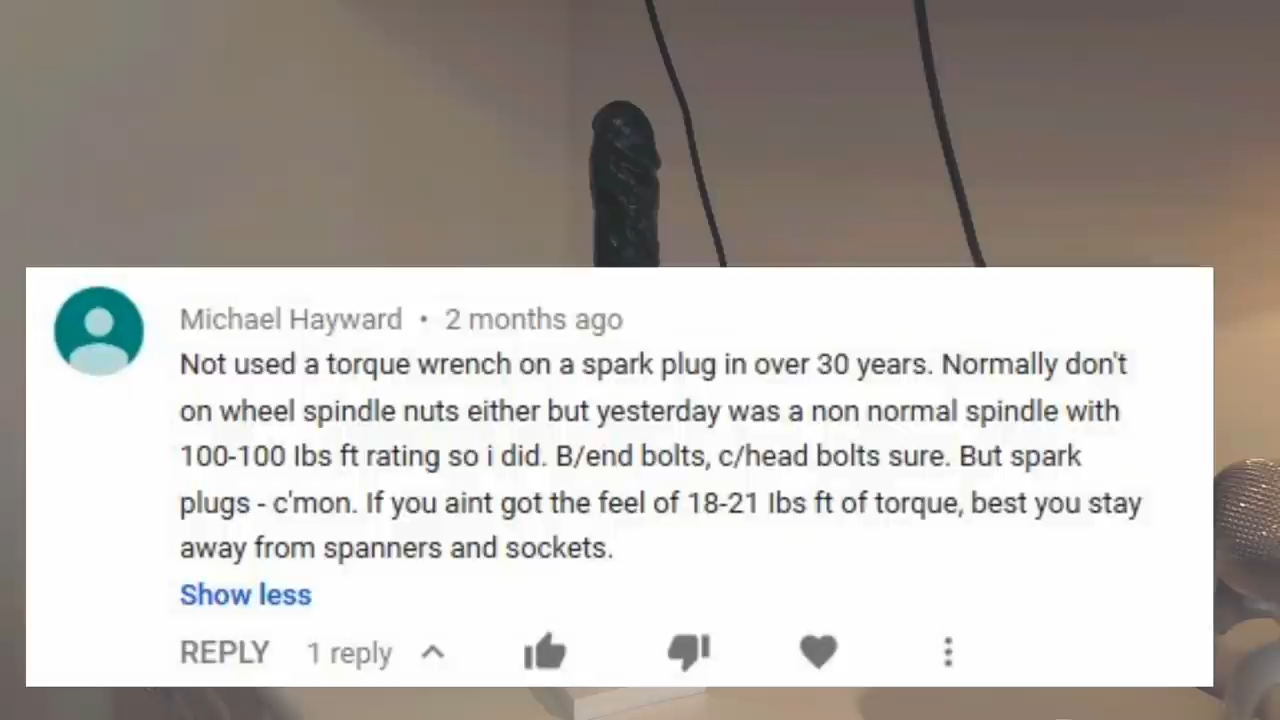 Michael Hayward • 2 months ago
Not used a torque wrench on a spark plug in over 30 years. Normally don't
on wheel spindle nuts either but yesterday was a non normal spindle with
100-100 Ibs ft rating so i did. B/end bolts, c/head bolts sure. But spark
plugs - c'mon. If you aint got the feel of 18-21 Ibs ft of torque, best you stay
away from spanners and sockets.
Show less
REPLY 1 reply